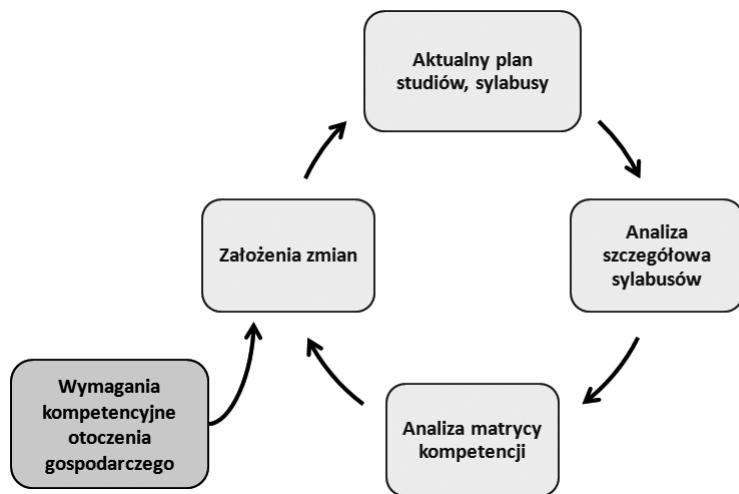 Aktualny plan
studiów, sylabusy
Analiza
szczegółowa
sylabusów
Analiza matrycy
kompetencji
Założenia zmian
Wymagania
kompetencyjne
otoczenia
gospodarczego